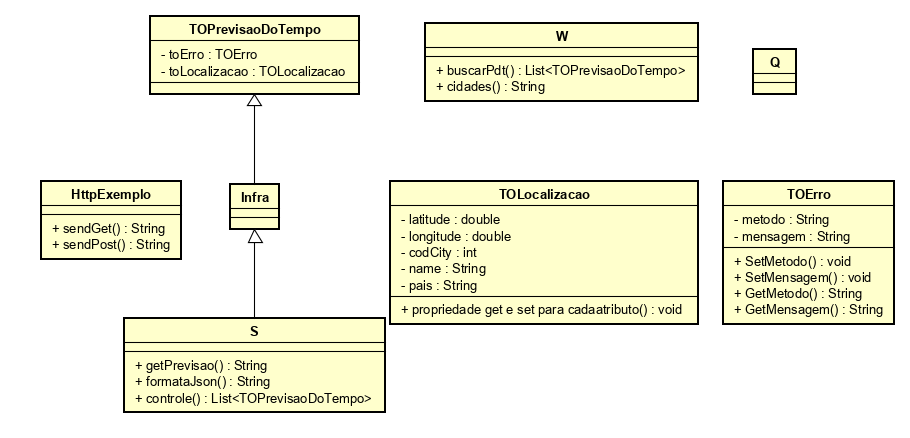 TOPrevisaoDoTempo
- toErro : TOErro
- toLocalizacao : TOLocalizacao
W
+ buscarPdt() : List<TOPrevisaoDoTempo>
+ cidades() : String
Q
HttpExemplo
+ sendGet() : String
+ sendPost() : String
Infra
TOLocalizacao
- latitude : double
- longitude : double
- codCity : int
- name : String
- pais : String
+ propriedade get e set para cadaatributo() : void
TOErro
- metodo : String
- mensagem : String
+ SetMetodo() : void
+ SetMensagem() : void
+ GetMetodo() : String
+ GetMensagem() : String
S
+ getPrevisao() : String
+ formataJson() : String
+ controle() : List<TOPrevisaoDoTempo>